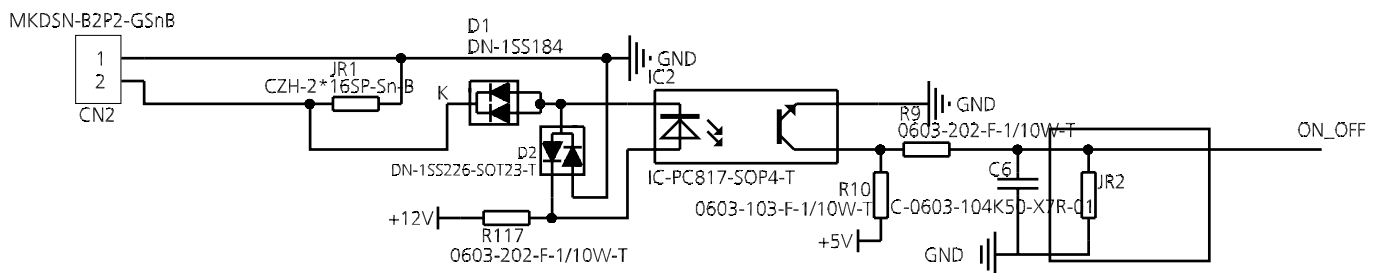 MKDSN-B2P2-GSnB
1
2
CN2
JR1
CZH-2*16SP-Sn-B
D1
DN-1SS184
K
GND
IC2
D2
DN-1SS226-SOT23-T
+12V
R117
0603-202-F-1/10W-T
IC-PC817-SOP4-T
GND
R9
0603-202-F-1/10W-T
R10
0603-103-F-1/10W-T
+5V
C6
C-0603-104K50-X7R-01
JR2
GND
ON_OFF